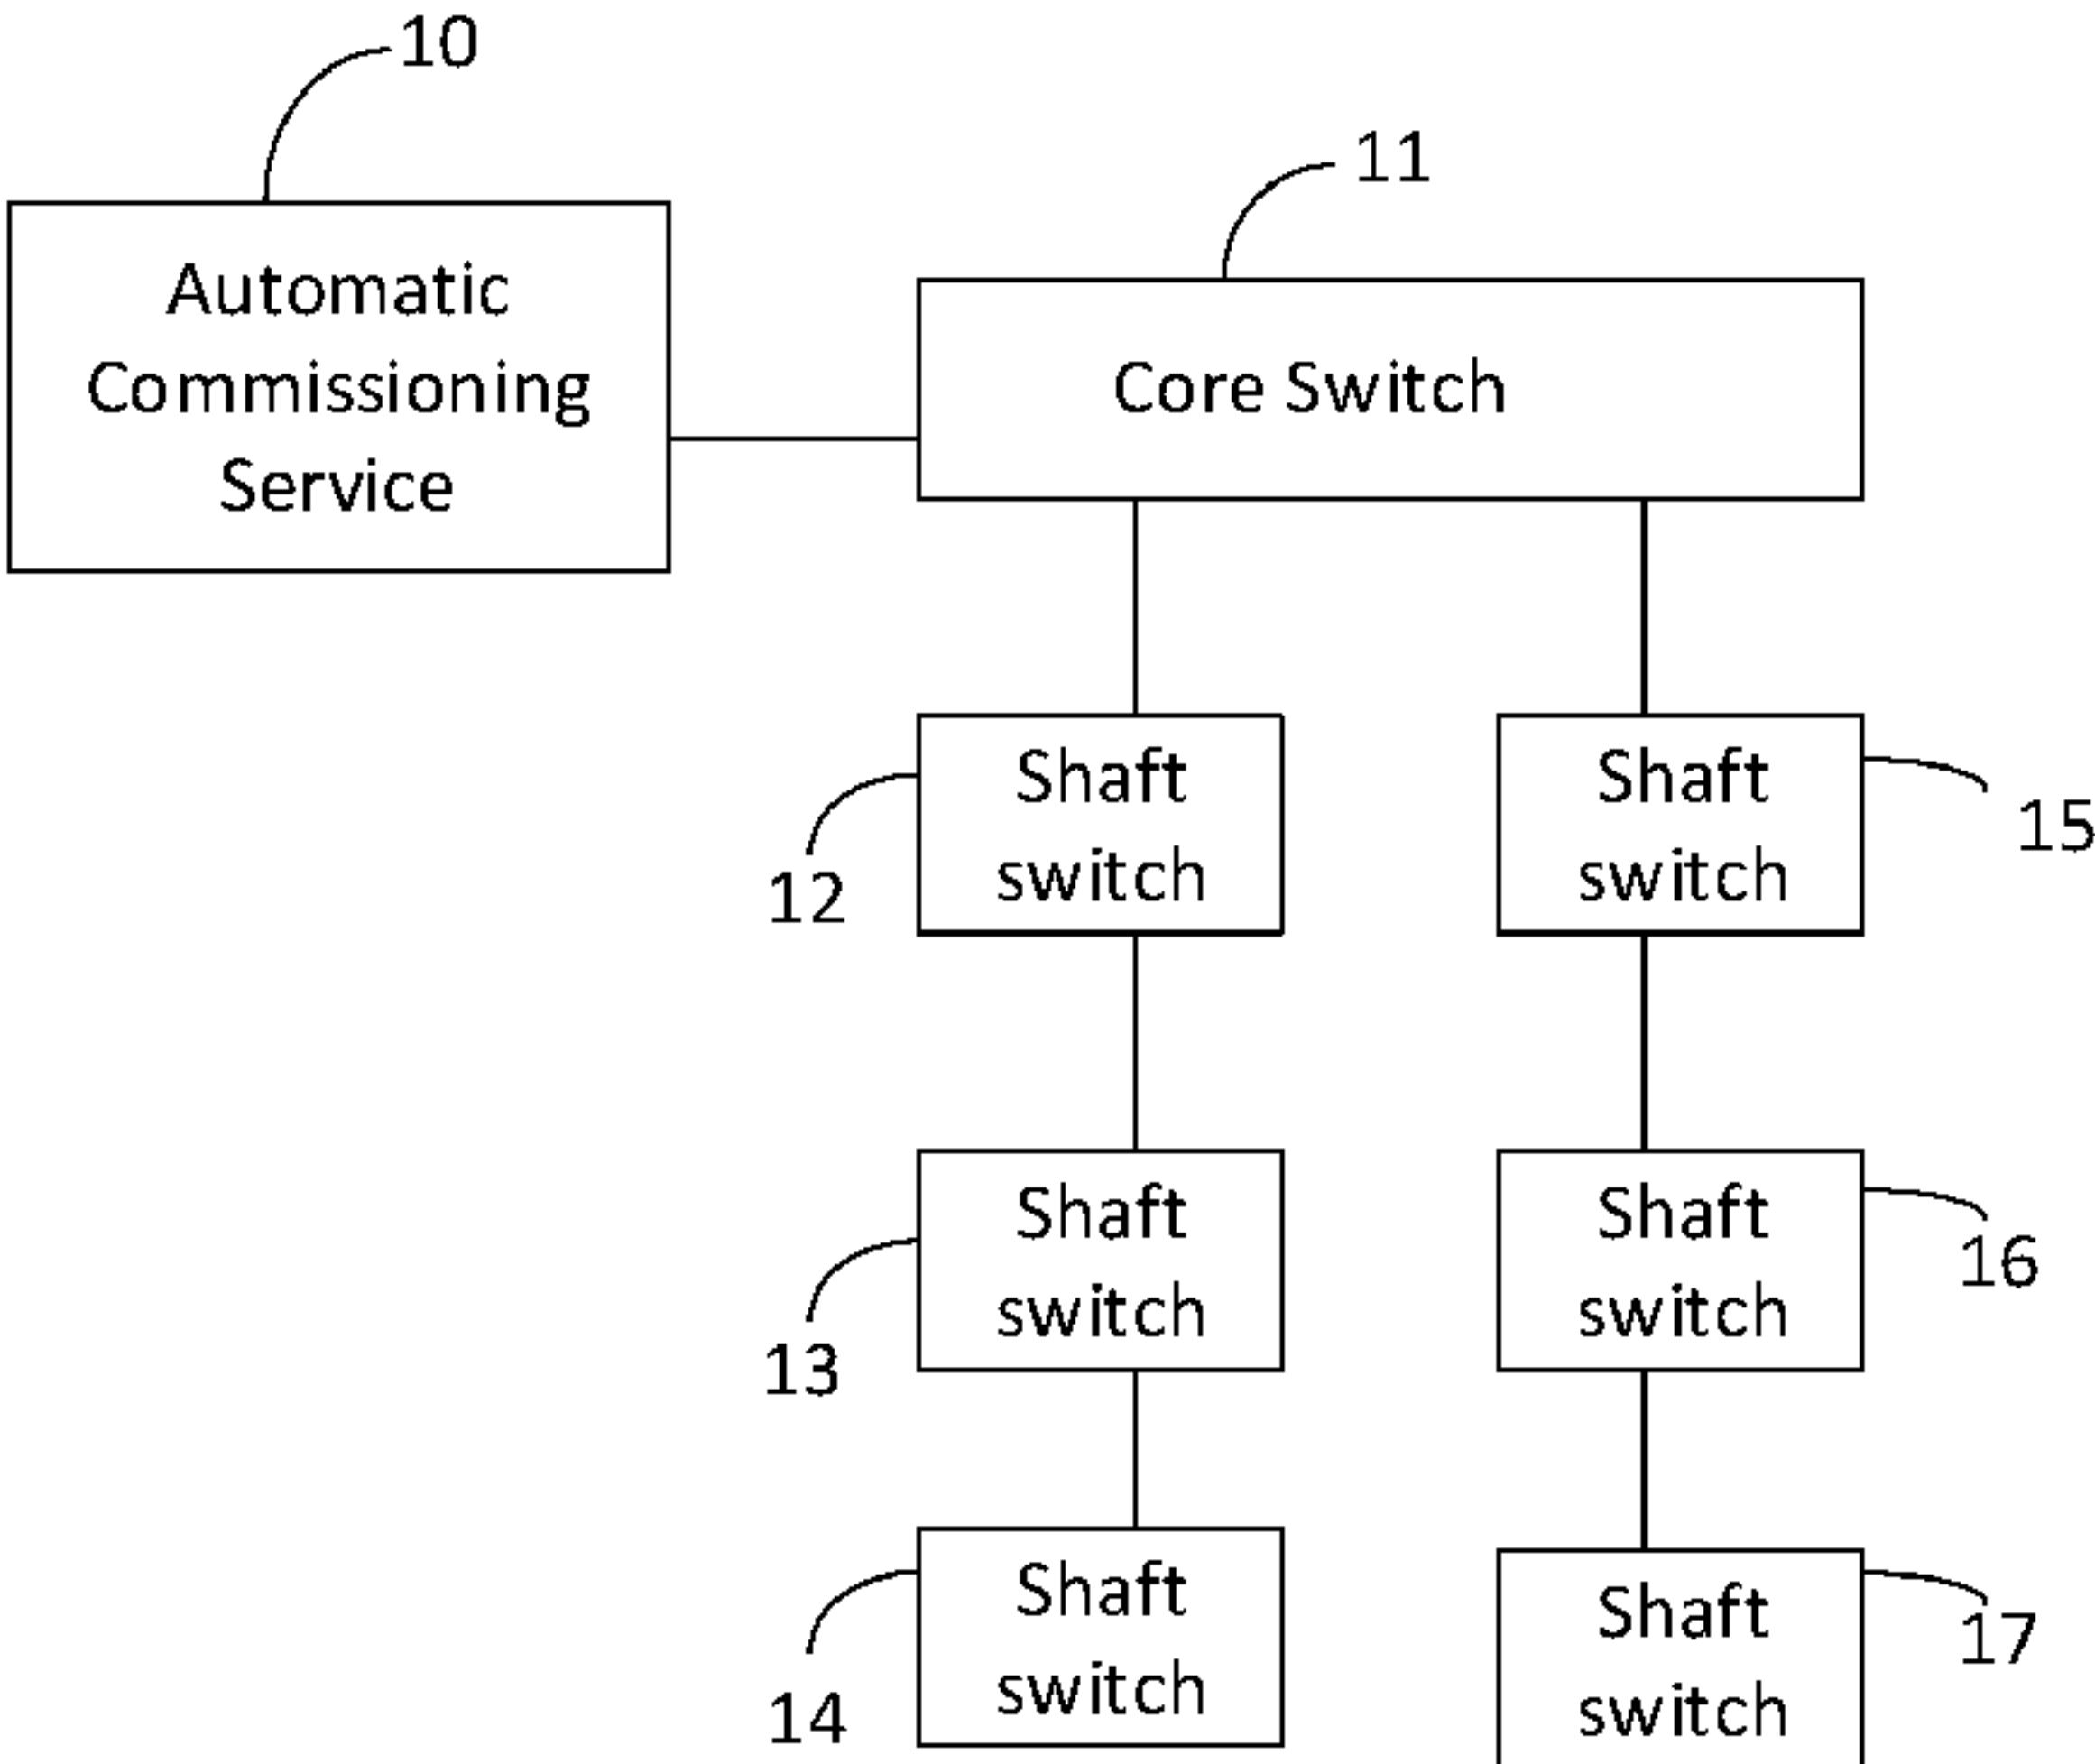 10
11
Automatic
Commissioning
Service
Core Switch
Shaft
switch
12
Shaft
switch
15
Shaft
switch
13
Shaft
switch
16
Shaft
switch
14
Shaft
switch
17